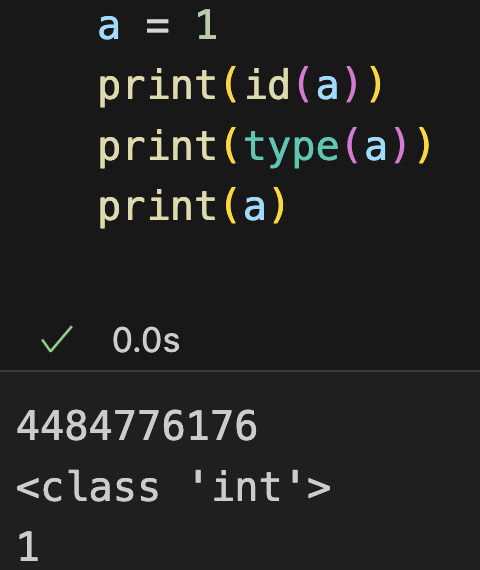 a = 1
print(id(a))
print(type(a))
print(a)
0.0s
4484776176
<class 'int'>
1